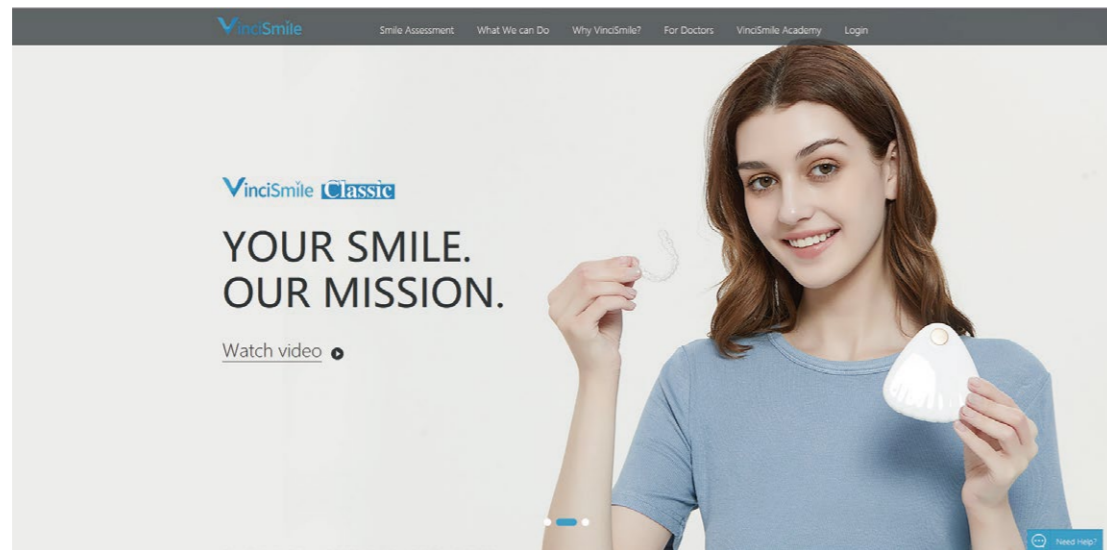 VinciSmile
Smile Assessment What We can Do Why VinciSmile? For Doctors VinciSmile Academy Login
VinciSmile Classic
YOUR SMILE.
OUR MISSION.
Watch video
Need Help?